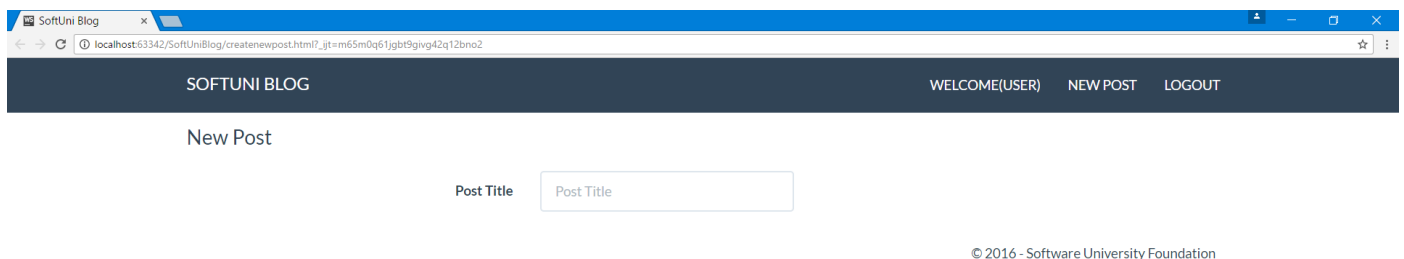 SoftUni Blog
localhost:63342/SoftUniBlog/createnewpost.html?_ijt=m65m0q61jgbt9givg42q12bno2
SOFTUNI BLOG WELCOME(USER) NEW POST LOGOUT
New Post
Post Title Post Title
© 2016 - Software University Foundation